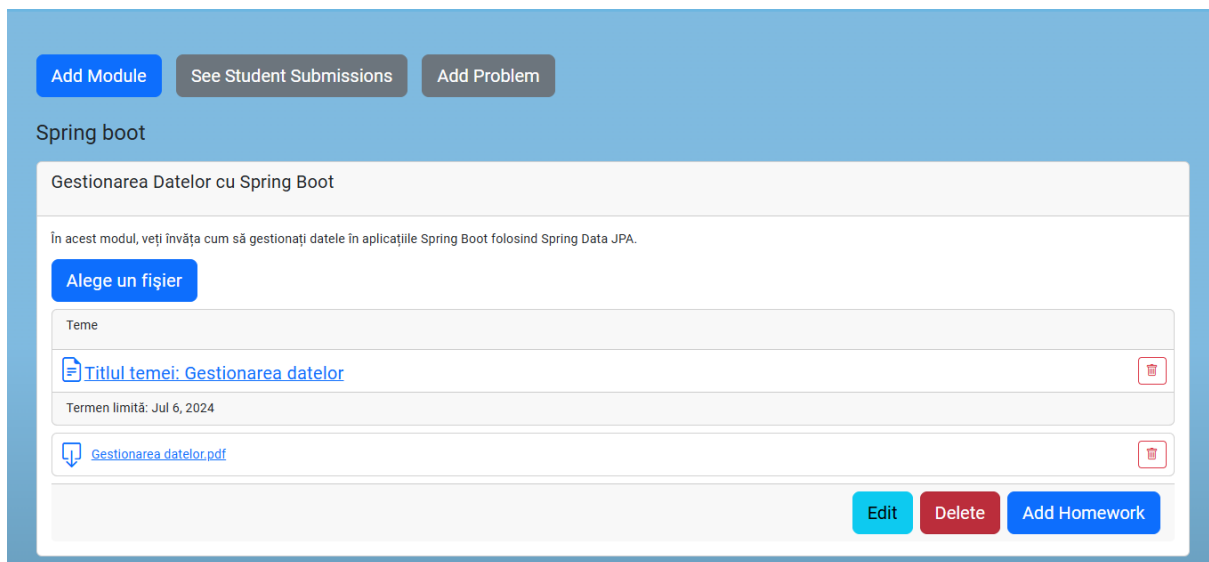 Add Module See Student Submissions Add Problem
Spring boot
Gestionarea Datelor cu Spring Boot
În acest modul, veți învăța cum să gestionați datele în aplicațiile Spring Boot folosind Spring Data JPA.
Alege un fișier
Teme
Titlul temei: Gestionarea datelor
Termen limită: Jul 6, 2024
Gestionarea datelor.pdf
Edit Delete Add Homework